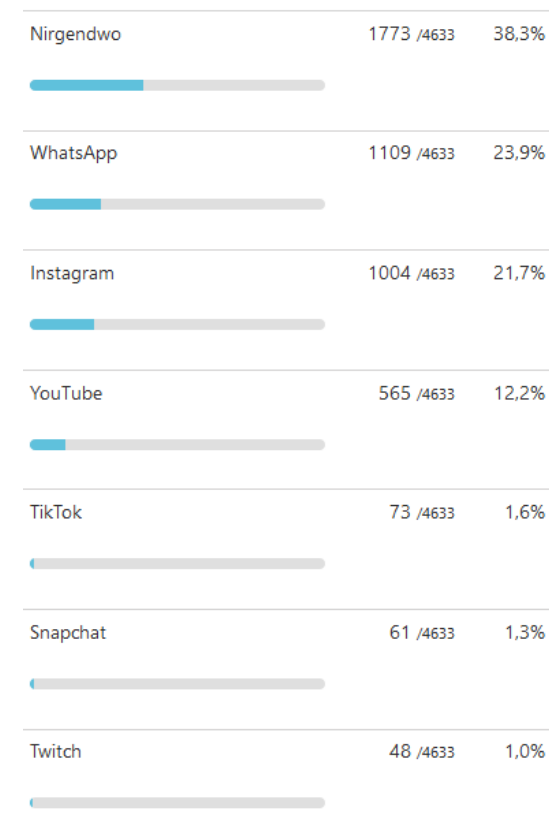 Nirgendwo 1773 /4633 38,3%
WhatsApp 1109 /4633 23,9%
Instagram 1004 /4633 21,7%
YouTube 565 /4633 12,2%
TikTok 73 /4633 1,6%
Snapchat 61 /4633 1,3%
Twitch 48 /4633 1,0%